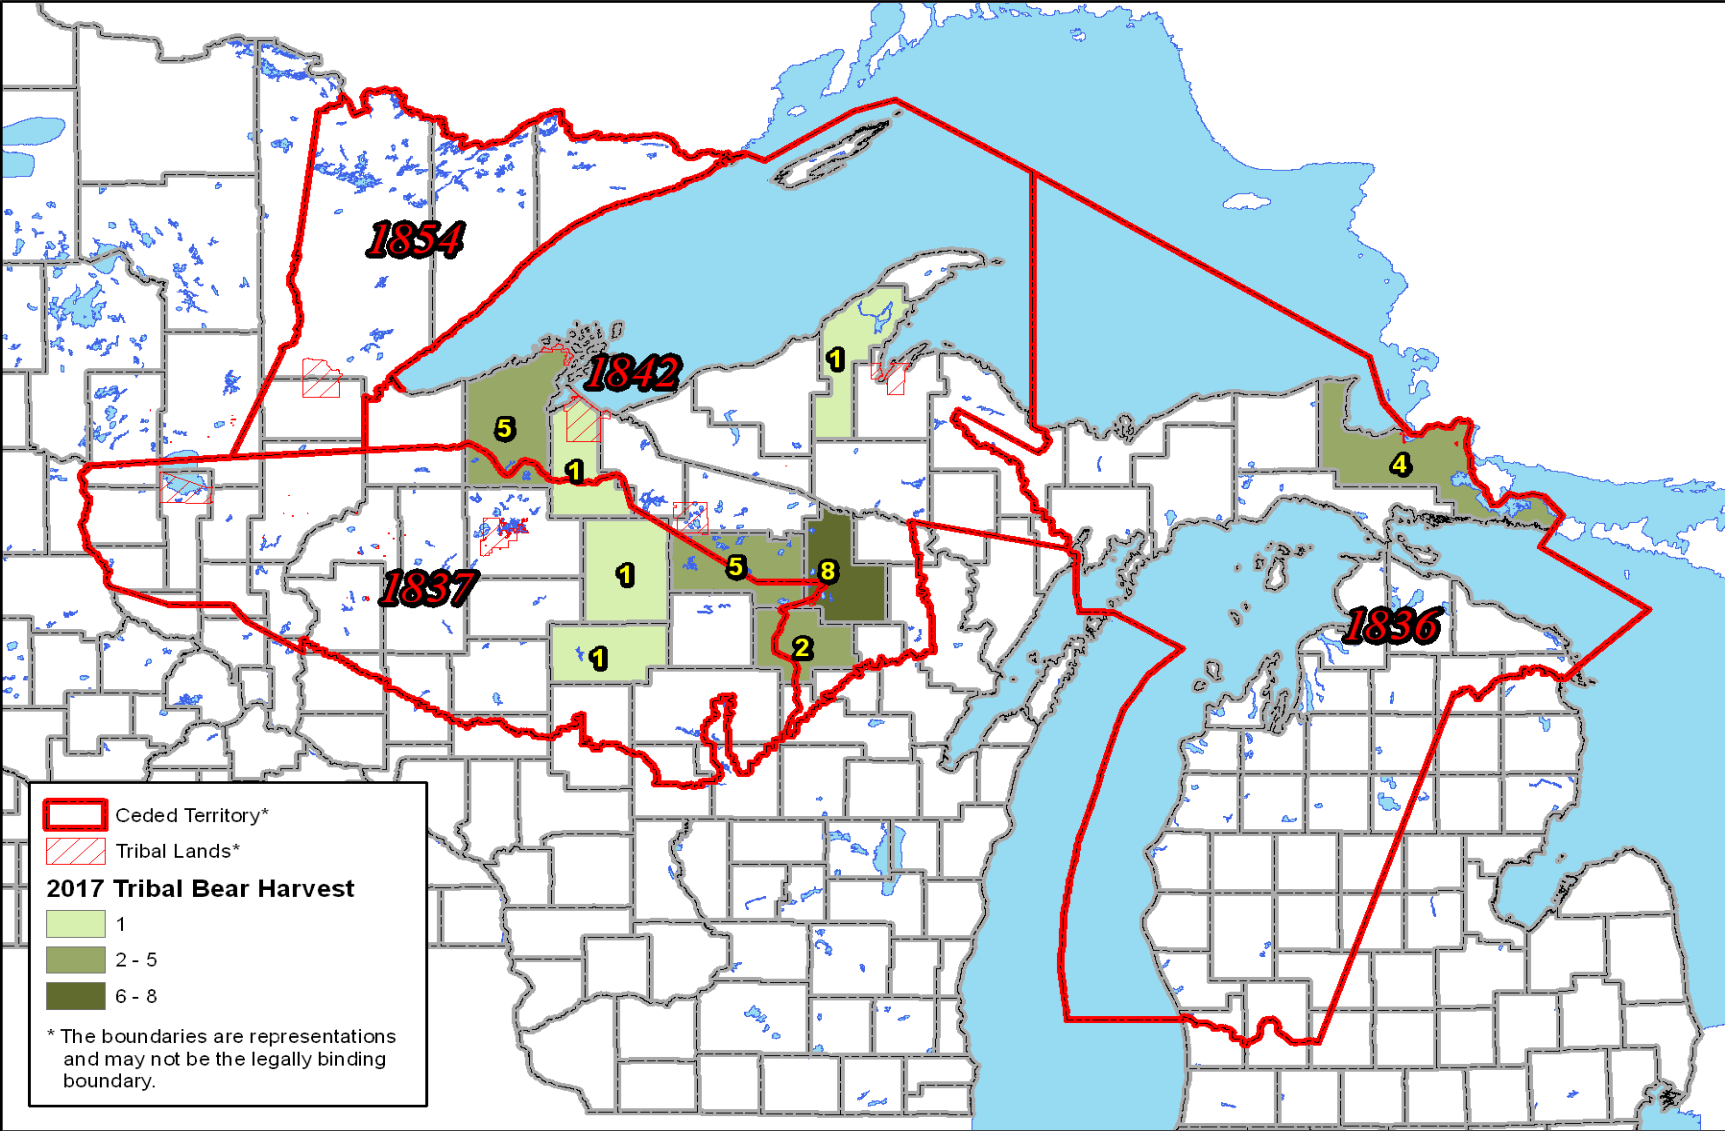 1854
1842
1
5
4
1
1
5
8
1837
1836
2
1
Ceded Territory*
Tribal Lands*
2017 Tribal Bear Harvest
1
2 - 5
6 - 8
* The boundaries are representations
and may not be the legally binding
boundary.